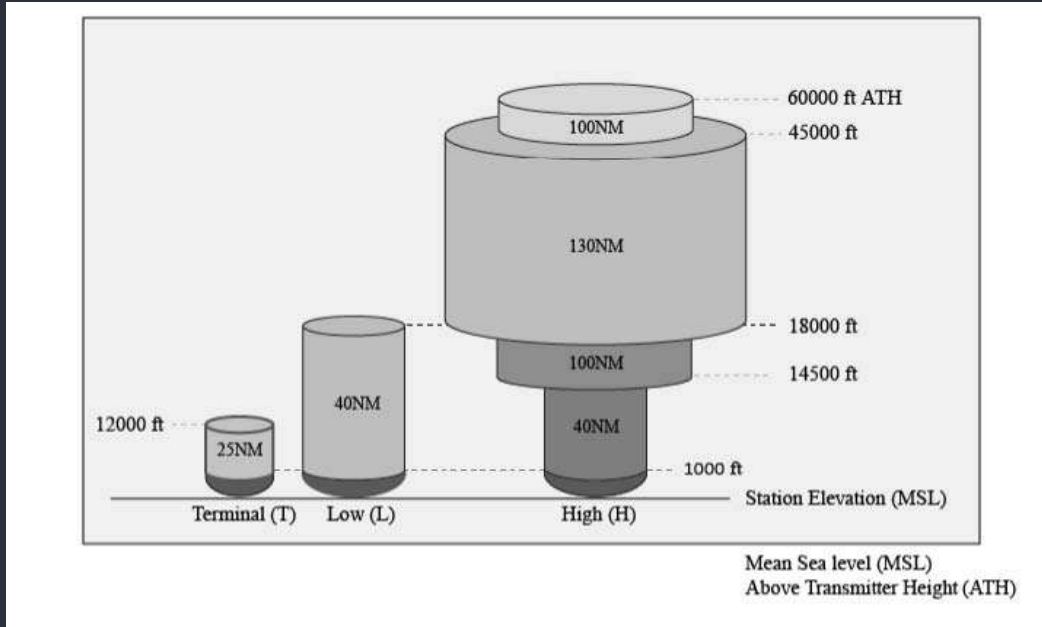 60000 ft ATH
100NM
45000 ft
130NM
18000 ft
100NM
14500 ft
40NM
12000 ft
40NM
25NM
1000 ft
Station Elevation (MSL)
Terminal (T) Low (L) High (H)
Mean Sea level (MSL)
Above Transmitter Height (ATH)